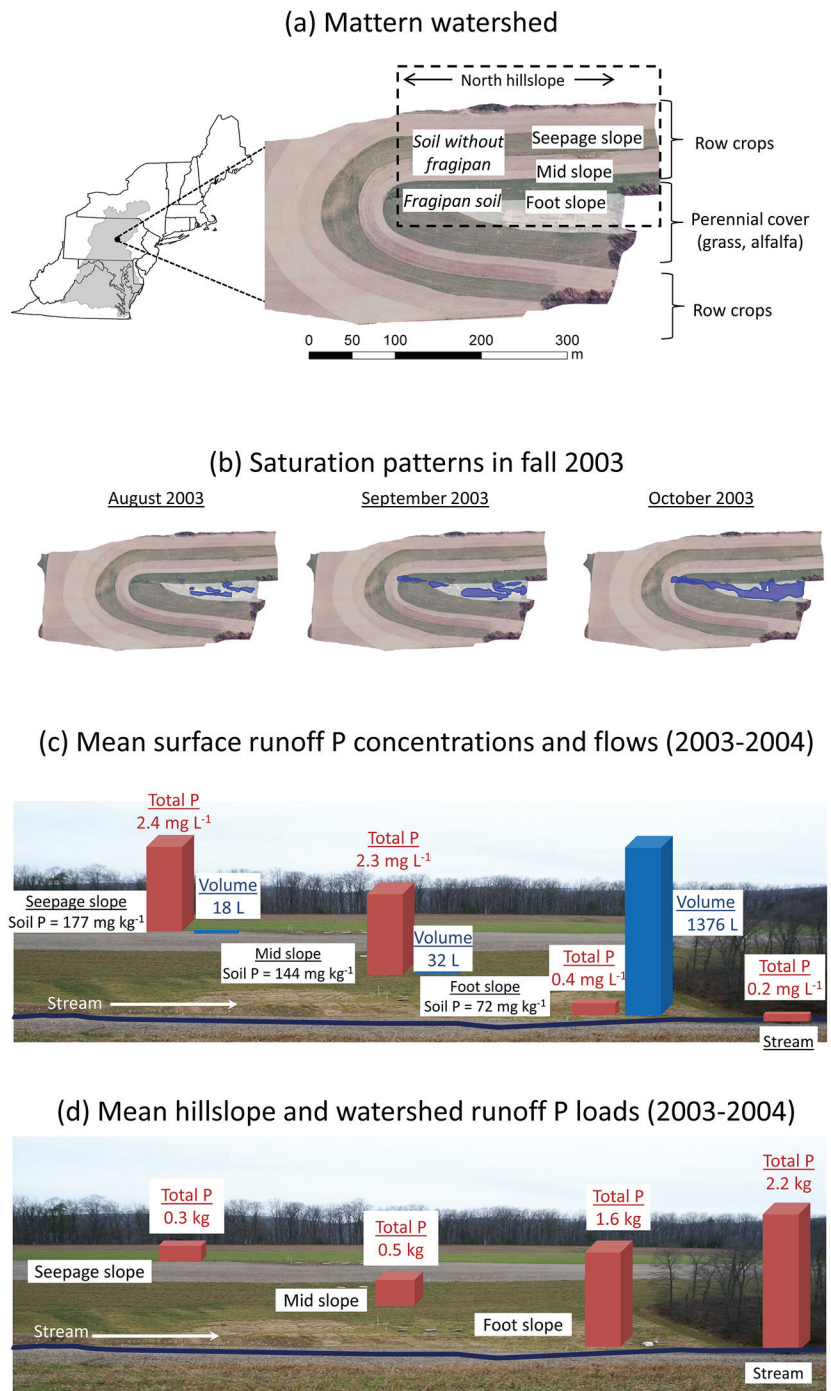 (a) Mattern watershed
North hillslope
Soil without
fragipan
Seepage slope
Mid slope
Fragipan soil
Foot slope
Row crops
Perennial cover
(grass, alfalfa)
Row crops
0 50 100 200 300
m
(b) Saturation patterns in fall 2003
August 2003
September 2003
October 2003
(c) Mean surface runoff P concentrations and flows (2003-2004)
Total P
2.4 mg L⁻¹
Seepage slope
Soil P = 177 mg kg⁻¹
Volume
18 L
Total P
2.3 mg L⁻¹
Mid slope
Soil P = 144 mg kg⁻¹
Volume
32 L
Foot slope
Soil P = 72 mg kg⁻¹
Total P
0.4 mg L⁻¹
Volume
1376 L
Total P
0.2 mg L⁻¹
Stream
Stream
(d) Mean hillslope and watershed runoff P loads (2003-2004)
Total P
0.3 kg
Seepage slope
Total P
0.5 kg
Mid slope
Total P
1.6 kg
Foot slope
Total P
2.2 kg
Stream
Stream